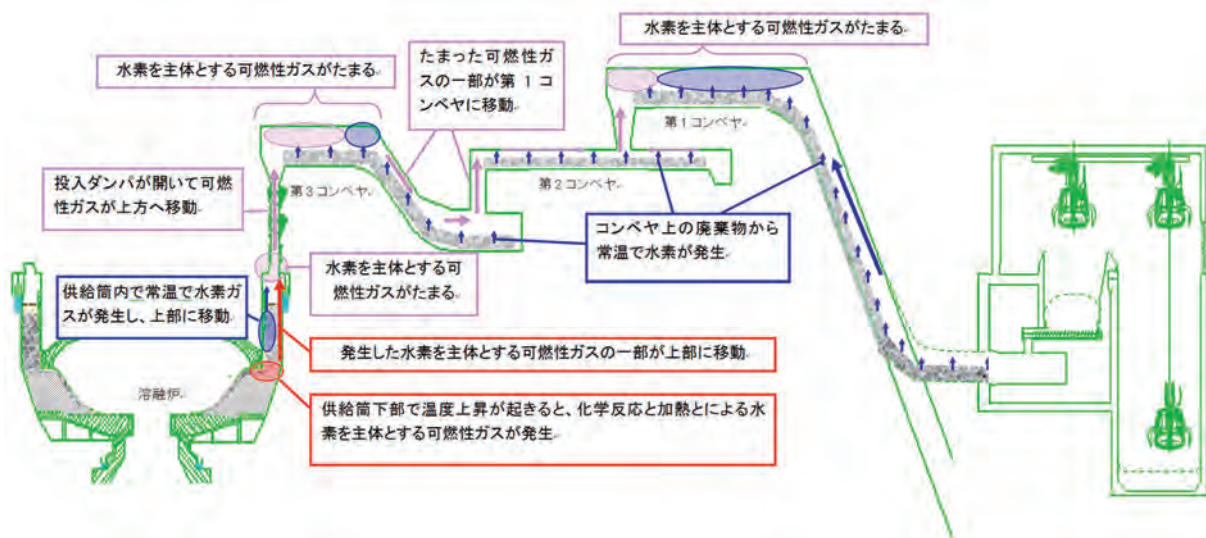 水素を主体とする可燃性ガスがたまる
たまった可燃性ガ
スの一部が第1コ
ンベヤに移動
水素を主体とする可燃性ガスがたまる
第1コンベヤ
第2コンベヤ
第3コンベヤ
投入ダンパが開いて可燃
性ガスが上方へ移動
コンベヤ上の廃棄物から
常温で水素が発生
水素を主体とする可
燃性ガスがたまる
供給筒内で常温で水素ガ
スが発生し、上部に移動
発生した水素を主体とする可燃性ガスの一部が上部に移動
溶融炉
供給筒下部で温度上昇が起きると、化学反応と加熱とによる水
素を主体とする可燃性ガスが発生